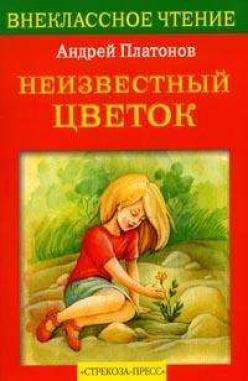 ВНЕКЛАССНОЕ ЧТЕНИЕ
Андрей Платонов
НЕИЗВЕСТНЫЙ
ЦВЕТОК
«СТРЕКОЗА-ПРЕСС»